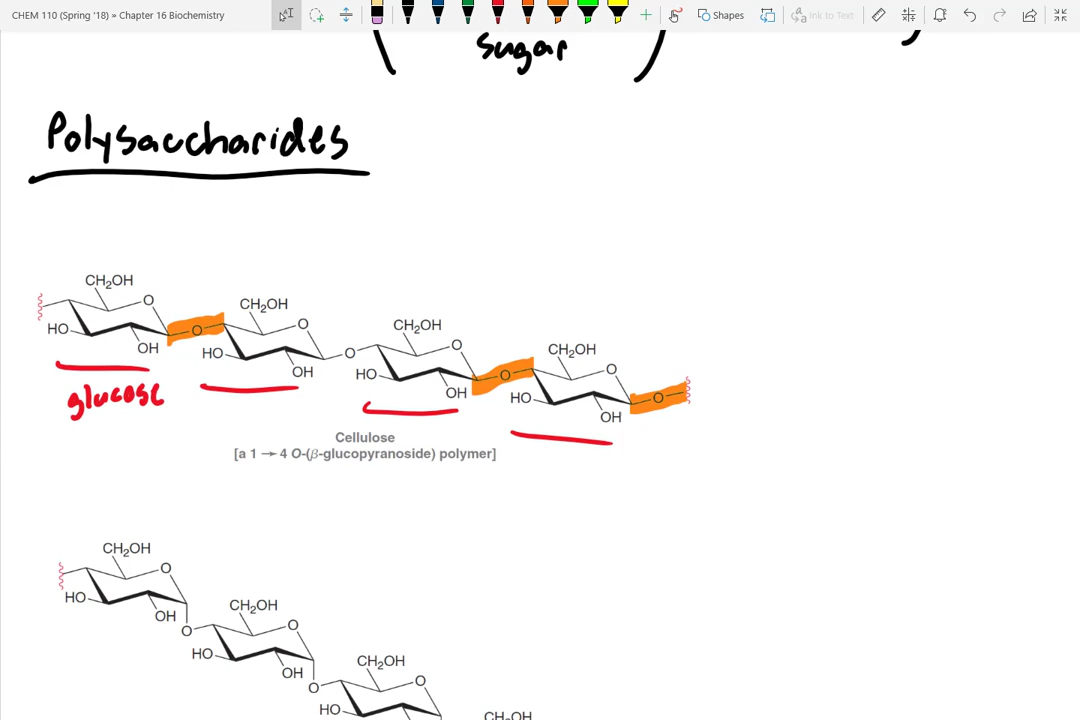 CHEM 110 (Spring '18) » Chapter 16 Biochemistry
Shapes
Ink to Text
Sugar
Polysaccharides
CH₂OH
O
HO
OH
O
CH₂OH
O
HO
OH
O
CH₂OH
O
HO
OH
O
CH₂OH
O
HO
OH
O
glucose
Cellulose
[a 1 → 4 O-(β-glucopyranoside) polymer]
CH₂OH
O
HO
OH
O
CH₂OH
O
HO
OH
O
CH₂OH
O
HO
CH₂OH